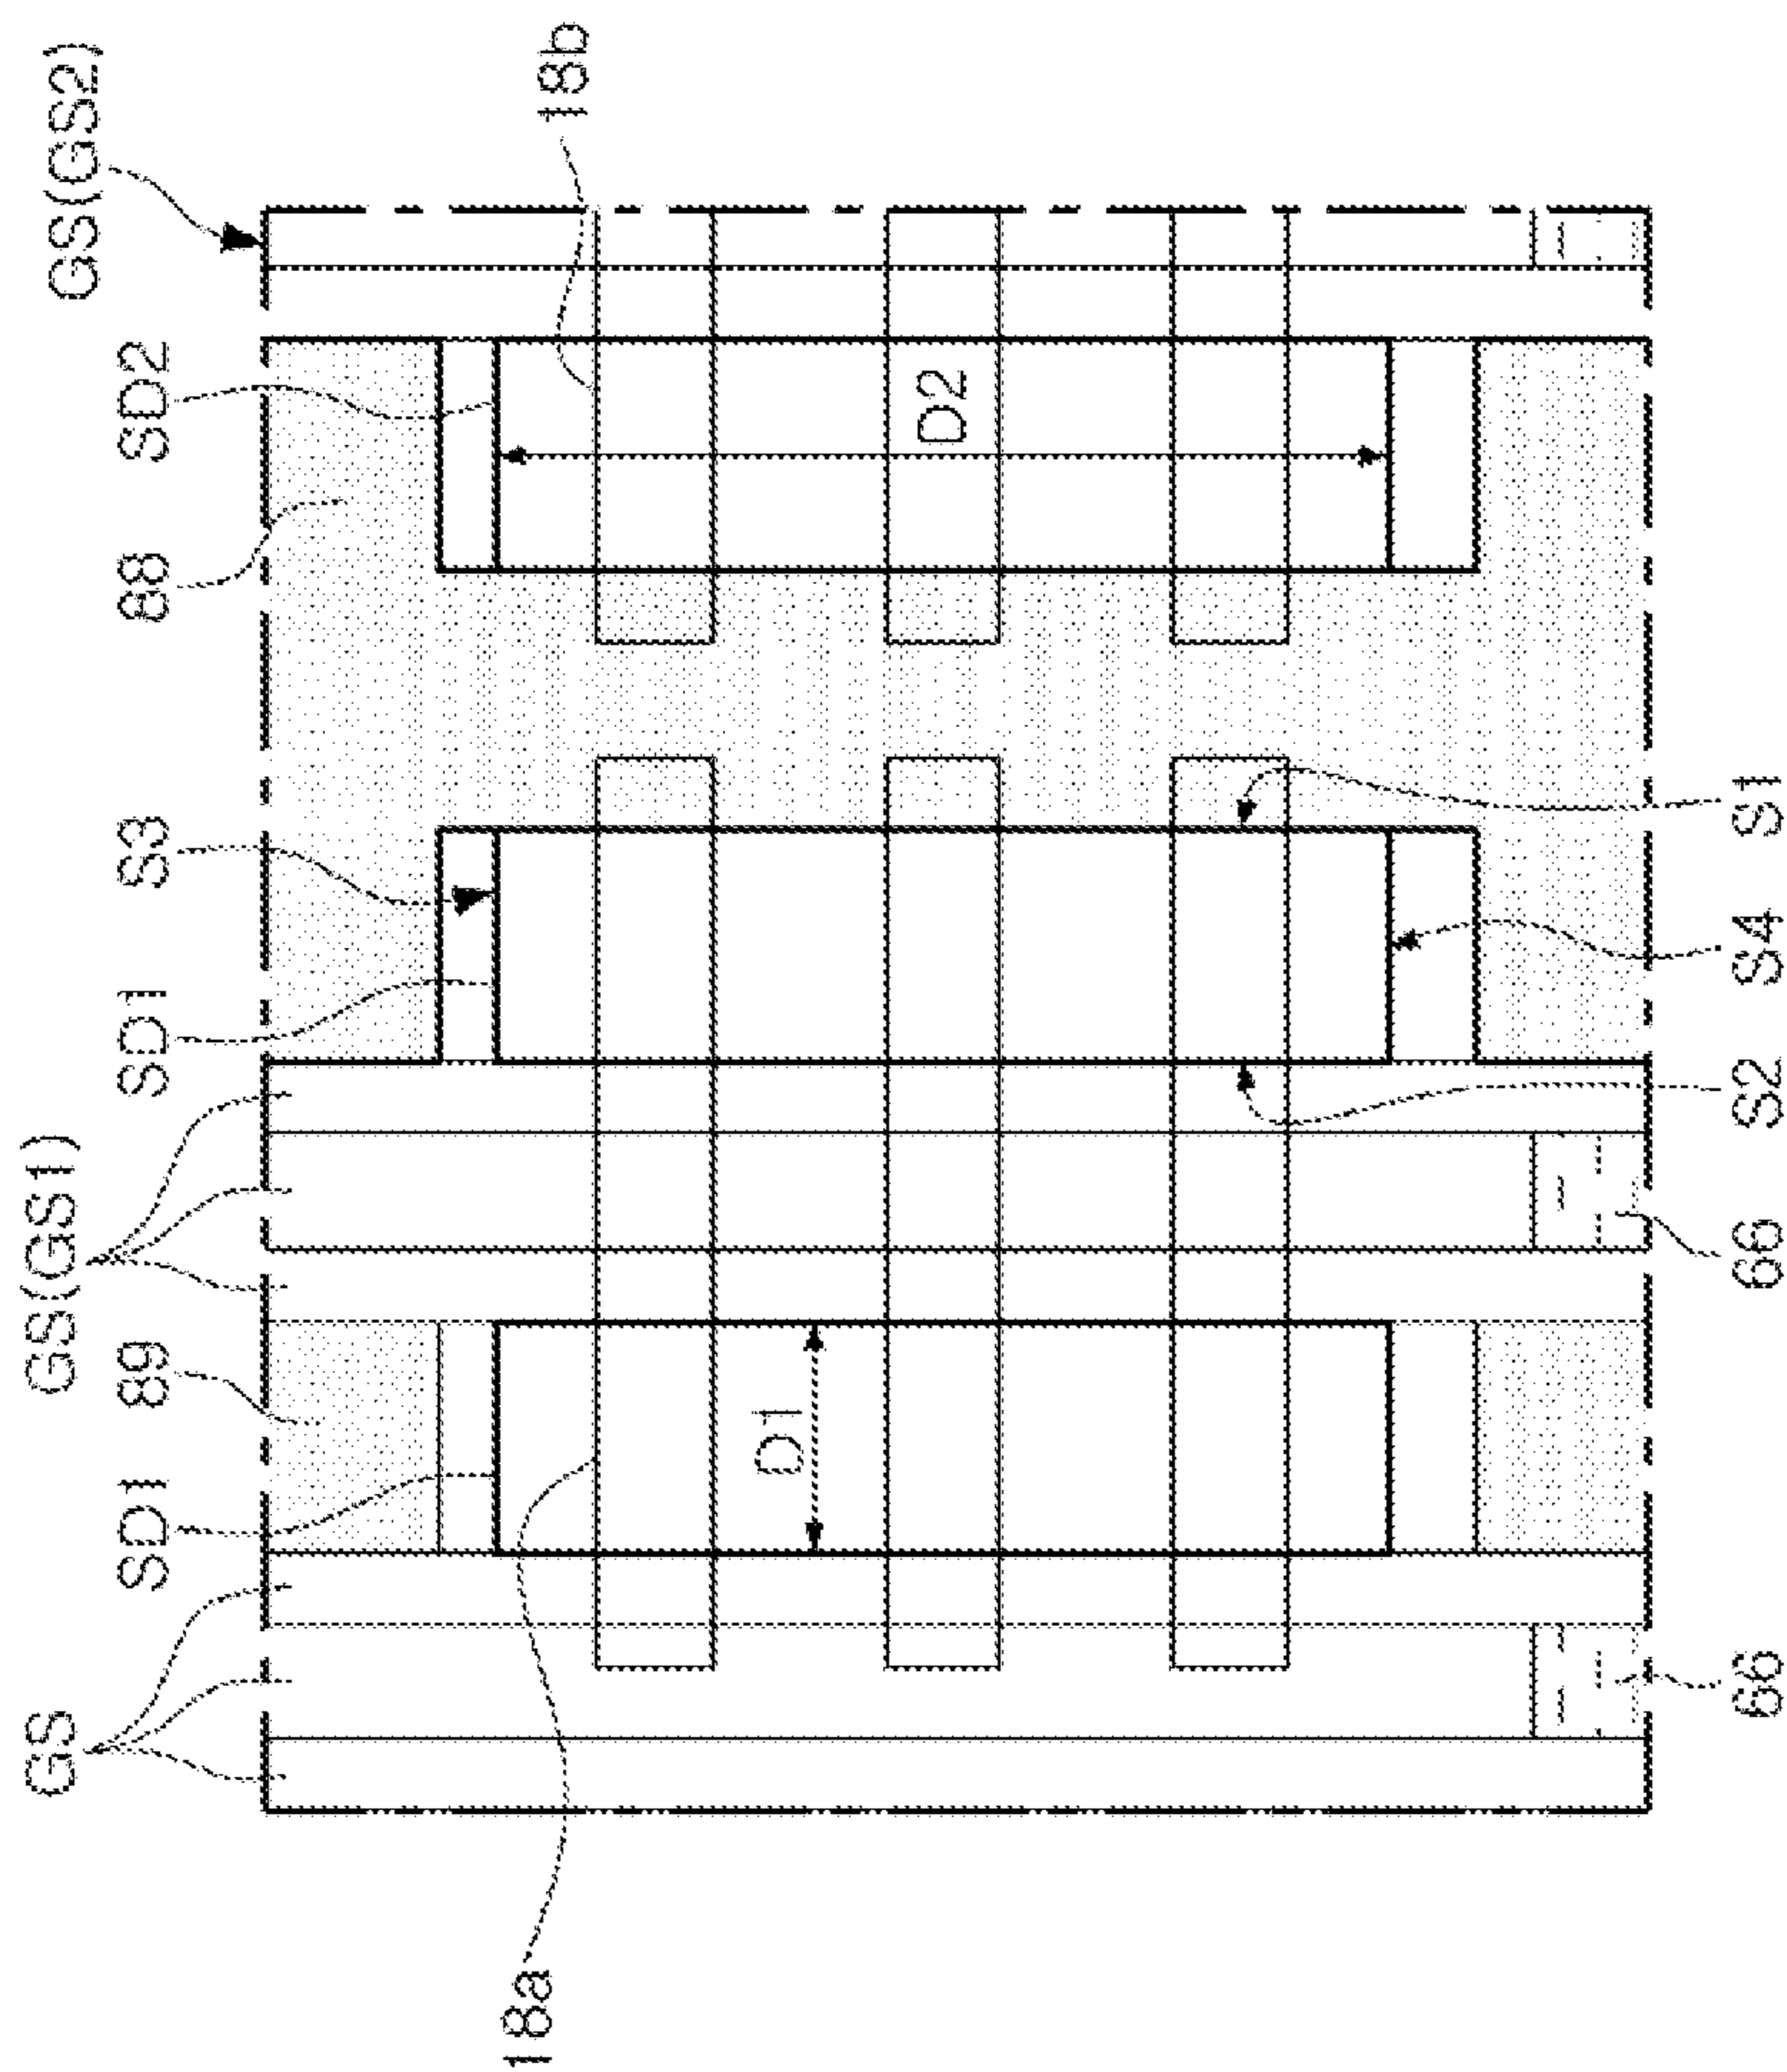 GS
GS(GS1)
GS(GS2)
SD1
89
SD1
S3
88
SD2
18a
18b
D1
D2
66
66
S2
S4
S1